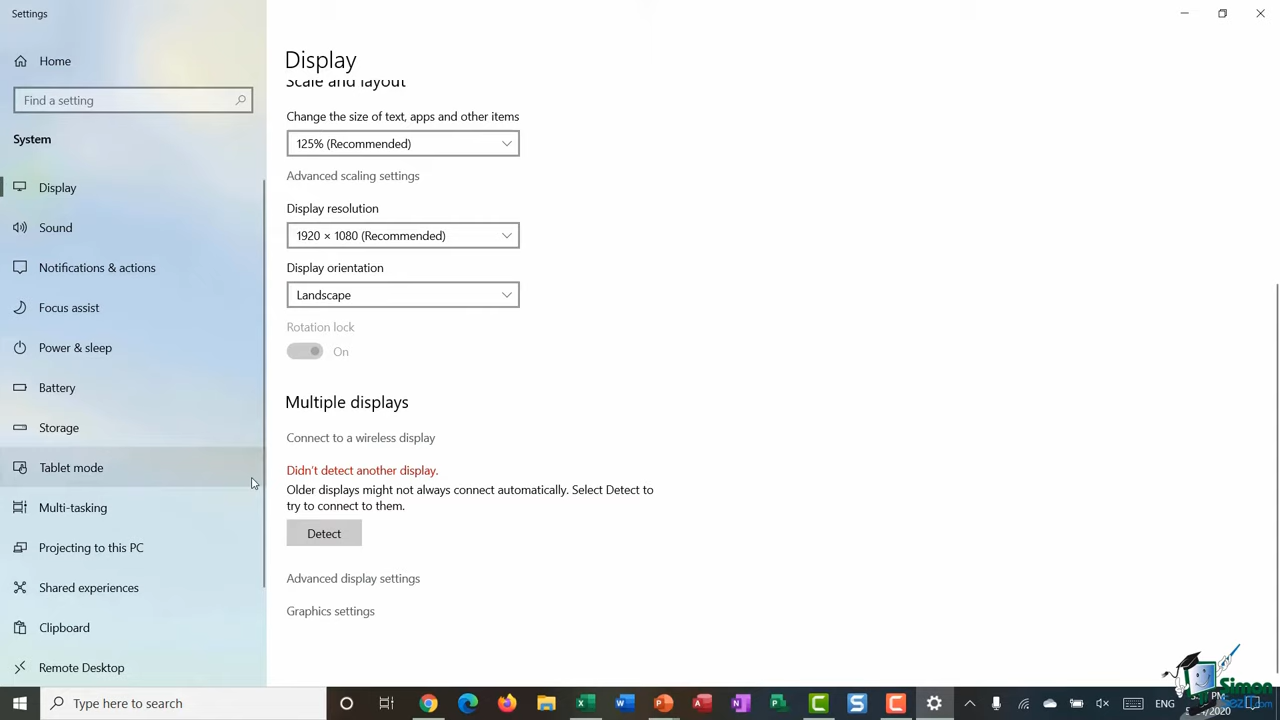 Settings
Home
Find a setting
System
Display
Sound
Notifications & actions
Focus assist
Power & sleep
Battery
Storage
Tablet mode
Multi-tasking
Projecting to this PC
Shared experiences
Clipboard
Remote Desktop
Display
Scale and layout
Change the size of text, apps and other items
125% (Recommended)
Advanced scaling settings
Display resolution
1920 × 1080 (Recommended)
Display orientation
Landscape
Rotation lock
On
Multiple displays
Connect to a wireless display
Didn't detect another display.
Older displays might not always connect automatically. Select Detect to
try to connect to them.
Detect
Advanced display settings
Graphics settings
Type here to search
ENG
Simon